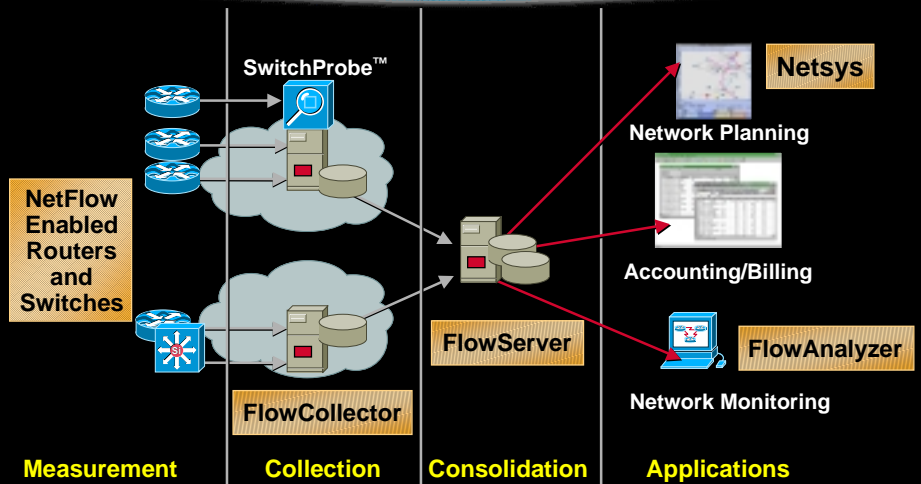 SwitchProbe™
Netsys
Network Planning
NetFlow
Enabled
Routers
and
Switches
Accounting/Billing
Si
FlowServer
FlowAnalyzer
FlowCollector
Network Monitoring
Measurement
Collection
Consolidation
Applications